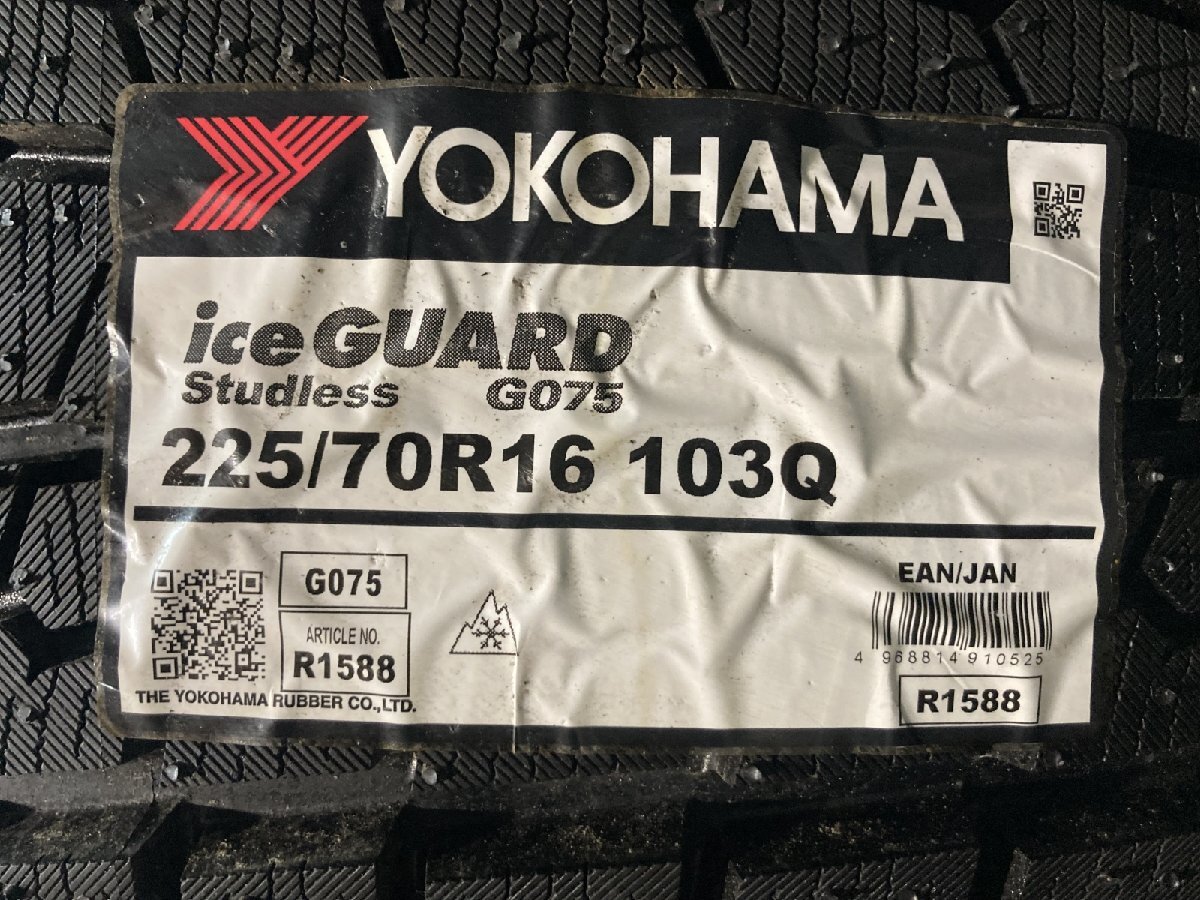 YOKOHAMA
iceGUARD
Studless G075
225/70R16 103Q
G075
ARTICLE NO.
R1588
THE YOKOHAMA RUBBER CO.,LTD.
EAN/JAN
4 968814 910525
R1588